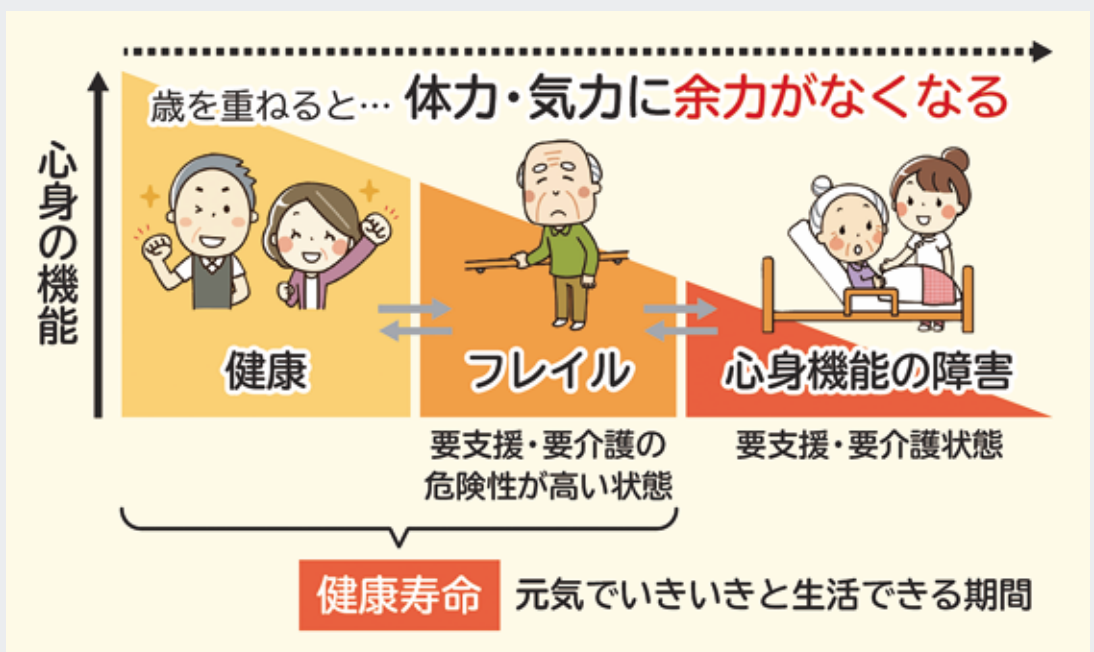 歳を重ねると… 体力・気力に余力がなくなる
心身の機能
健康
フレイル
心身機能の障害
要支援・要介護の
危険性が高い状態
要支援・要介護状態
健康寿命 元気でいきいきと生活できる期間